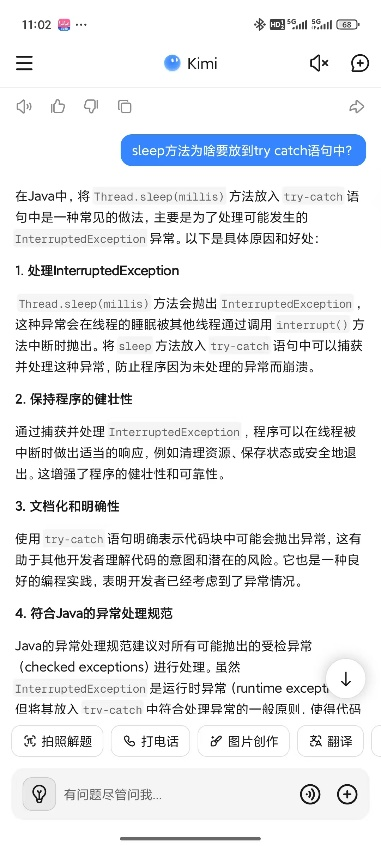 11:02
HD 5G 5G 68
Kimi
sleep方法为啥要放到try catch语句中?
在Java中，将 Thread.sleep(millis) 方法放入 try-catch 语
句中是一种常见的做法，主要是为了处理可能发生的
InterruptedException 异常。以下是具体原因和好处：
1. 处理InterruptedException
Thread.sleep(millis) 方法会抛出 InterruptedException，
这种异常会在线程的睡眠被其他线程通过调用 interrupt() 方
法中断时抛出。将 sleep 方法放入 try-catch 语句中可以捕获
并处理这种异常，防止程序因为未处理的异常而崩溃。
2. 保持程序的健壮性
通过捕获并处理 InterruptedException，程序可以在线程被
中断时做出适当的响应，例如清理资源、保存状态或安全地退
出。这增强了程序的健壮性和可靠性。
3. 文档化和明确性
使用 try-catch 语句明确表示代码块中可能会抛出异常，这有
助于其他开发者理解代码的意图和潜在的风险。它也是一种良
好的编程实践，表明开发者已经考虑到了异常情况。
4. 符合Java的异常处理规范
Java的异常处理规范建议对所有可能抛出的受检异常
（checked exceptions）进行处理。虽然
InterruptedException 是运行时异常（runtime excepti
但将其放入 try-catch 中符合处理异常的一般原则，使得代码
拍照解题 打电话 图片创作 翻译
有问题尽管问我...